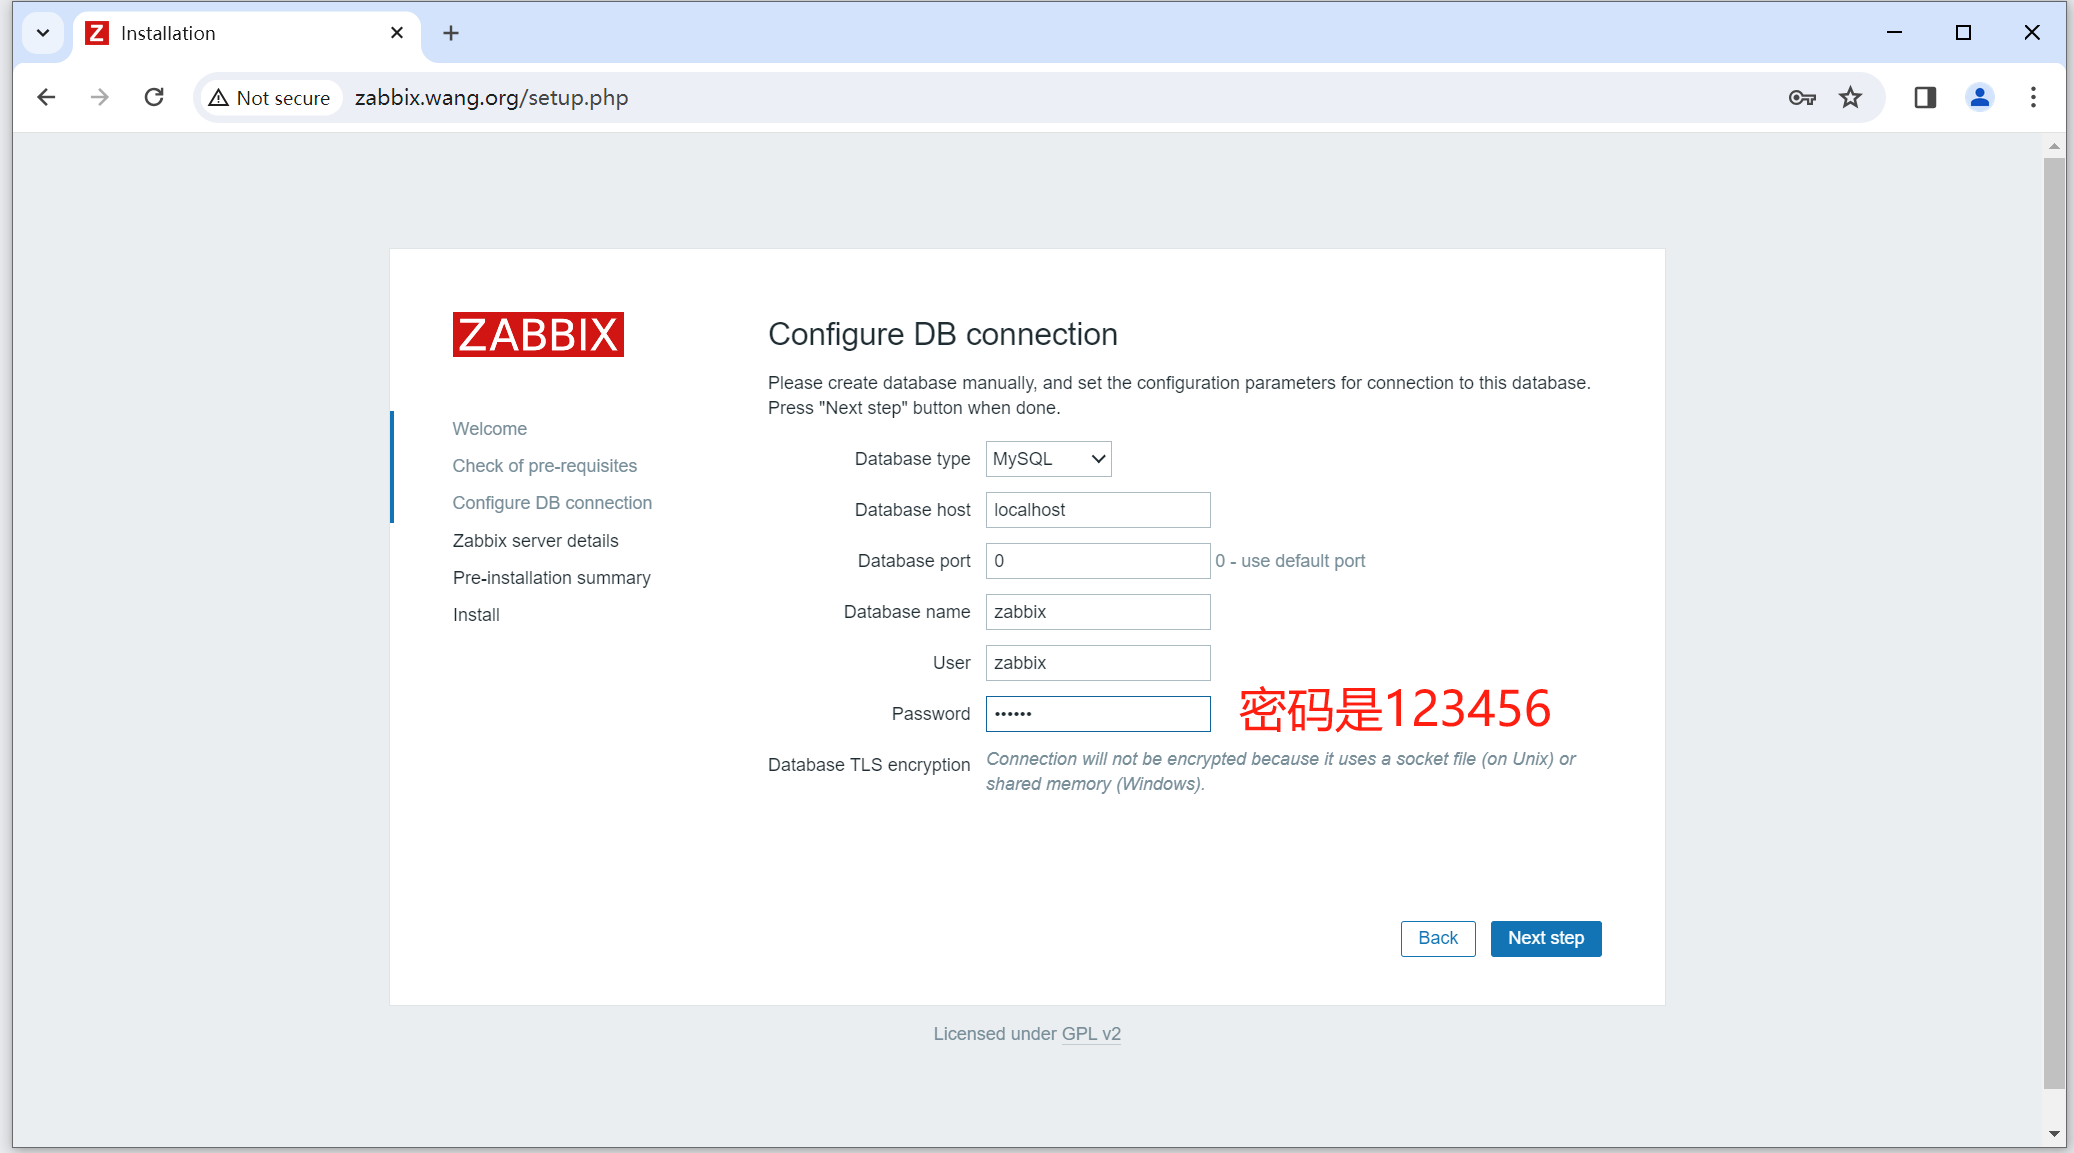 Installation
Not secure
zabbix.wang.org/setup.php
ZABBIX
Welcome
Check of pre-requisites
Configure DB connection
Zabbix server details
Pre-installation summary
Install
Configure DB connection
Please create database manually, and set the configuration parameters for connection to this database.
Press "Next step" button when done.
Database type MySQL
Database host localhost
Database port 0 0 - use default port
Database name zabbix
User zabbix
Password •••••• 密码是123456
Database TLS encryption Connection will not be encrypted because it uses a socket file (on Unix) or
shared memory (Windows).
Back Next step
Licensed under GPL v2